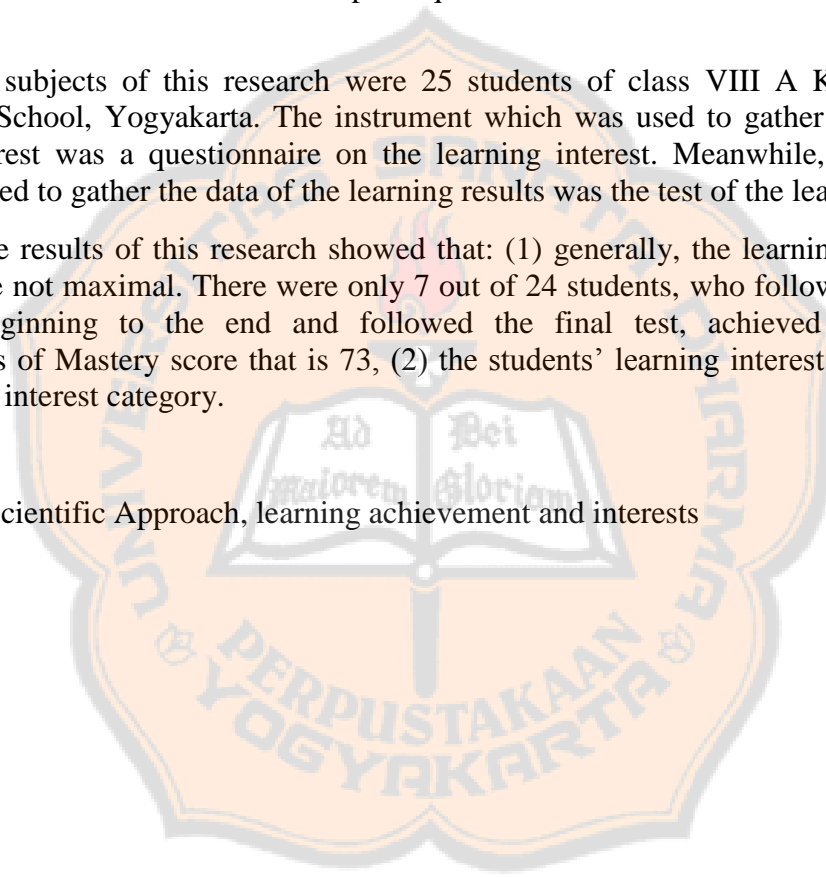 subjects of this research were 25 students of class VIII A K
School, Yogyakarta. The instrument which was used to gather
rest was a questionnaire on the learning interest. Meanwhile,
ed to gather the data of the learning results was the test of the lea
e results of this research showed that: (1) generally, the learnin
e not maximal. There were only 7 out of 24 students, who follow
ginning to the end and followed the final test, achieved
s of Mastery score that is 73, (2) the students’ learning interest
interest category.
cientific Approach, learning achievement and interests
UNIVERSITAS SANATA DHARMA
Ad Dei
maiorem Gloriam
PERPUSTAKAAN
YOGYAKARTA